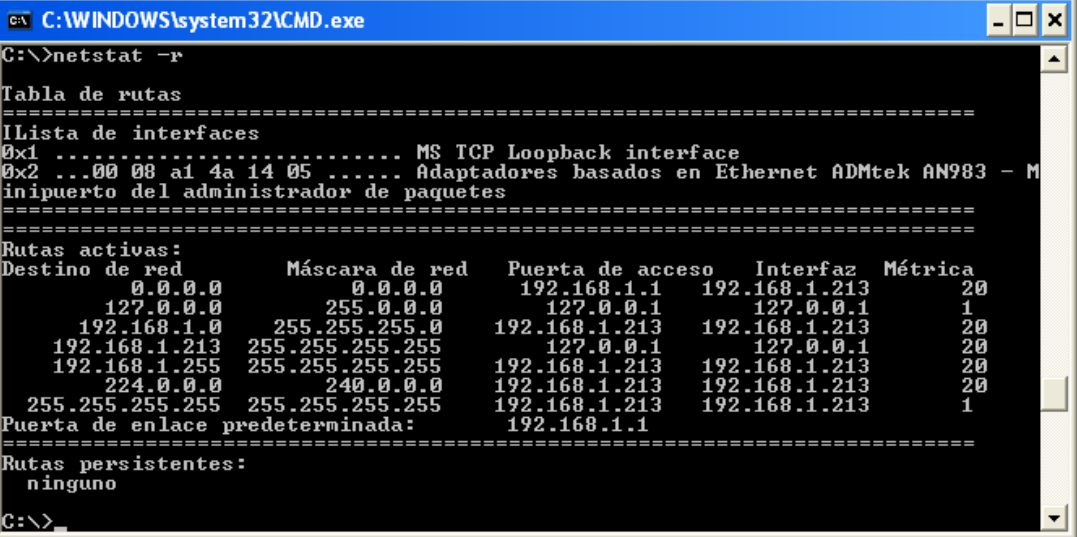 C:\WINDOWS\system32\CMD.exe
C:\>netstat -r
Tabla de rutas
===========================================================================
ILista de interfaces
0x1 ........................... MS TCP Loopback interface
0x2 ...00 08 a1 4a 14 05 ...... Adaptadores basados en Ethernet ADMtek AN983 - M
inipuerto del administrador de paquetes
===========================================================================
===========================================================================
Rutas activas:
Destino de red        Máscara de red   Puerta de acceso   Interfaz  Métrica
          0.0.0.0          0.0.0.0      192.168.1.1   192.168.1.213       20
        127.0.0.0        255.0.0.0        127.0.0.1       127.0.0.1       1
      192.168.1.0    255.255.255.0    192.168.1.213   192.168.1.213       20
    192.168.1.213  255.255.255.255        127.0.0.1       127.0.0.1       20
    192.168.1.255  255.255.255.255    192.168.1.213   192.168.1.213       20
        224.0.0.0        240.0.0.0    192.168.1.213   192.168.1.213       20
  255.255.255.255  255.255.255.255    192.168.1.213   192.168.1.213       1
Puerta de enlace predeterminada:       192.168.1.1
===========================================================================
Rutas persistentes:
  ninguno
C:\>_